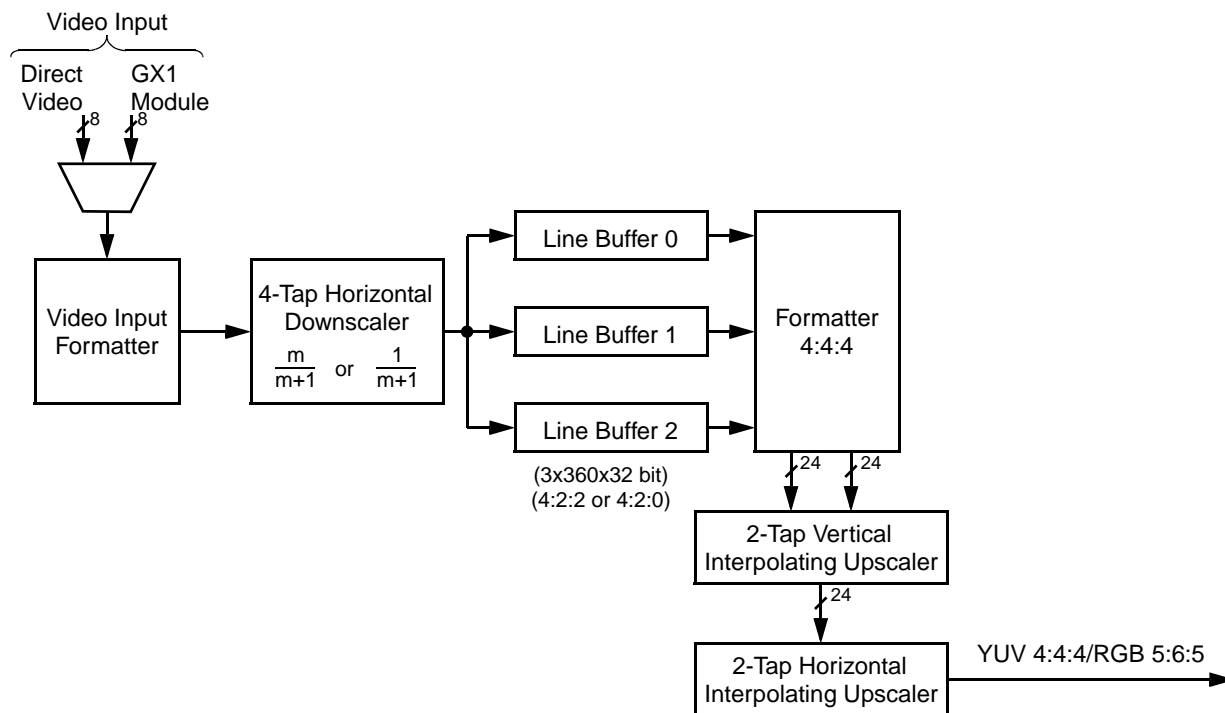 Video Input
Direct
Video
GX1
Module
8
8
Video Input
Formatter
4-Tap Horizontal
Downscaler
m
m+1
or
1
m+1
Line Buffer 0
Line Buffer 1
Line Buffer 2
(3x360x32 bit)
(4:2:2 or 4:2:0)
Formatter
4:4:4
24
24
2-Tap Vertical
Interpolating Upscaler
24
2-Tap Horizontal
Interpolating Upscaler
YUV 4:4:4/RGB 5:6:5